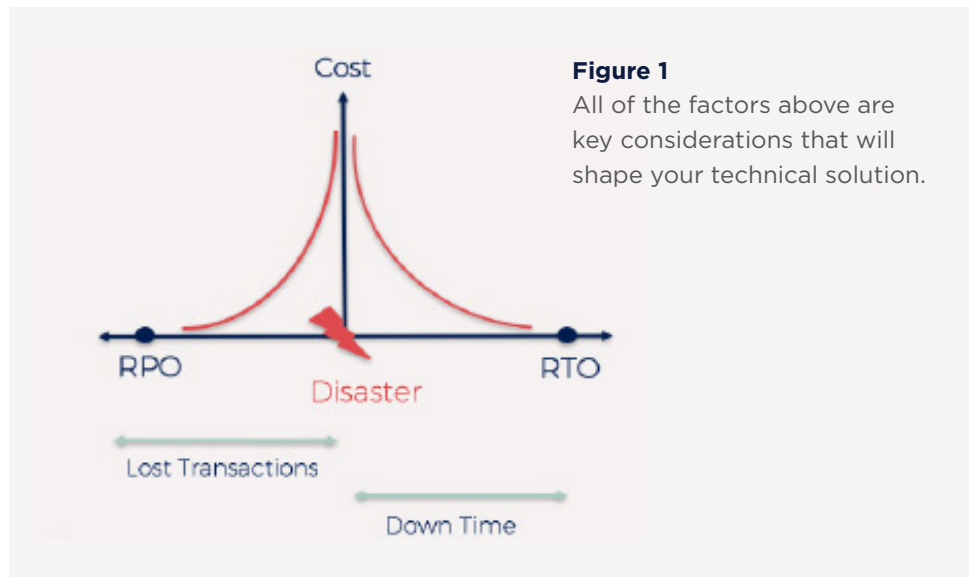 Cost
Figure 1
All of the factors above are
key considerations that will
shape your technical solution.
RPO
RTO
Disaster
Lost Transactions
Down Time